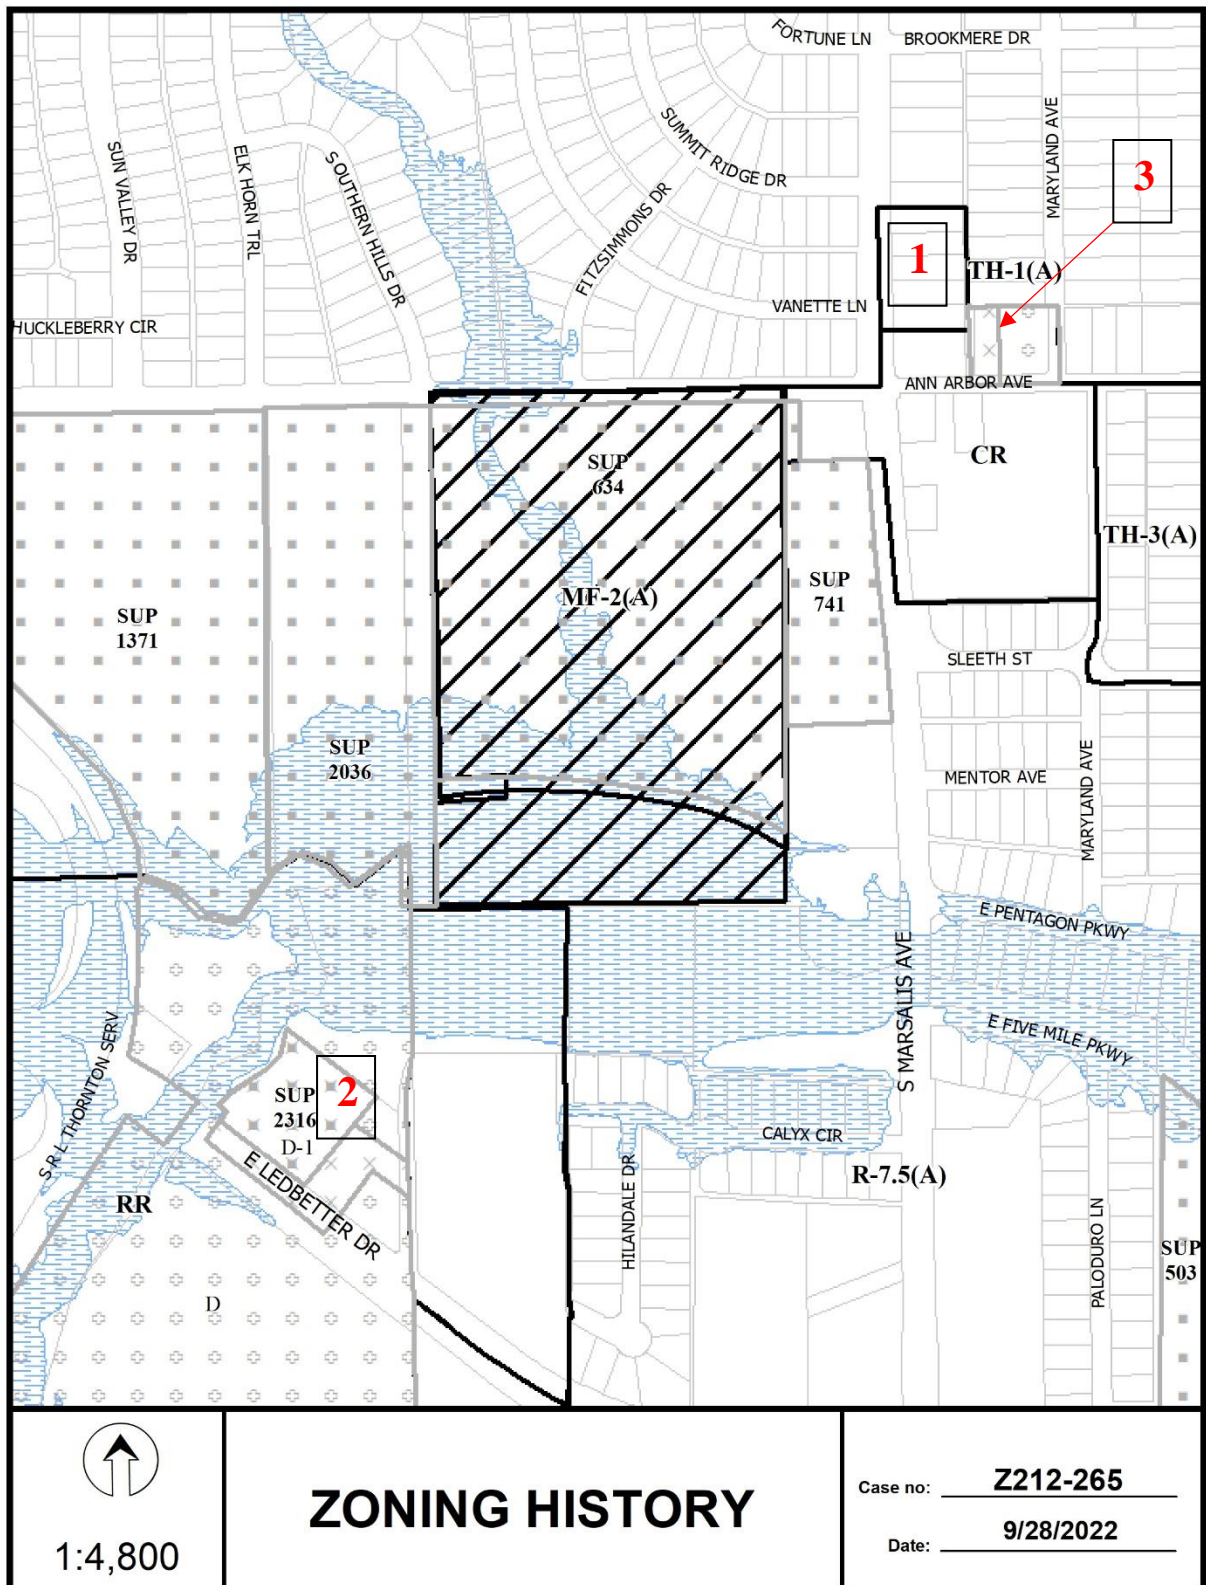 FORTUNE LN
BROOKMERE DR
SUMMIT RIDGE DR
MARYLAND AVE
3
SUN VALLEY DR
ELK HORN TRL
SOUTHERN HILLS DR
FITZSIMMONS DR
1
TH-1(A)
VANETTE LN
HUCKLEBERRY CIR
ANN ARBOR AVE
SUP
634
CR
TH-3(A)
MF-2(A)
SUP
741
SUP
1371
SLEETH ST
SUP
2036
MENTOR AVE
MARYLAND AVE
E PENTAGON PKWY
S MARSALIS AVE
E FIVE MILE PKWY
S R L THORNTON SERV
SUP
2316
2
D-1
CALYX CIR
E LEDBETTER DR
HILANDALE DR
R-7.5(A)
RR
PALODURO LN
SUP
503
D
1:4,800
ZONING HISTORY
Case no: Z212-265
Date: 9/28/2022